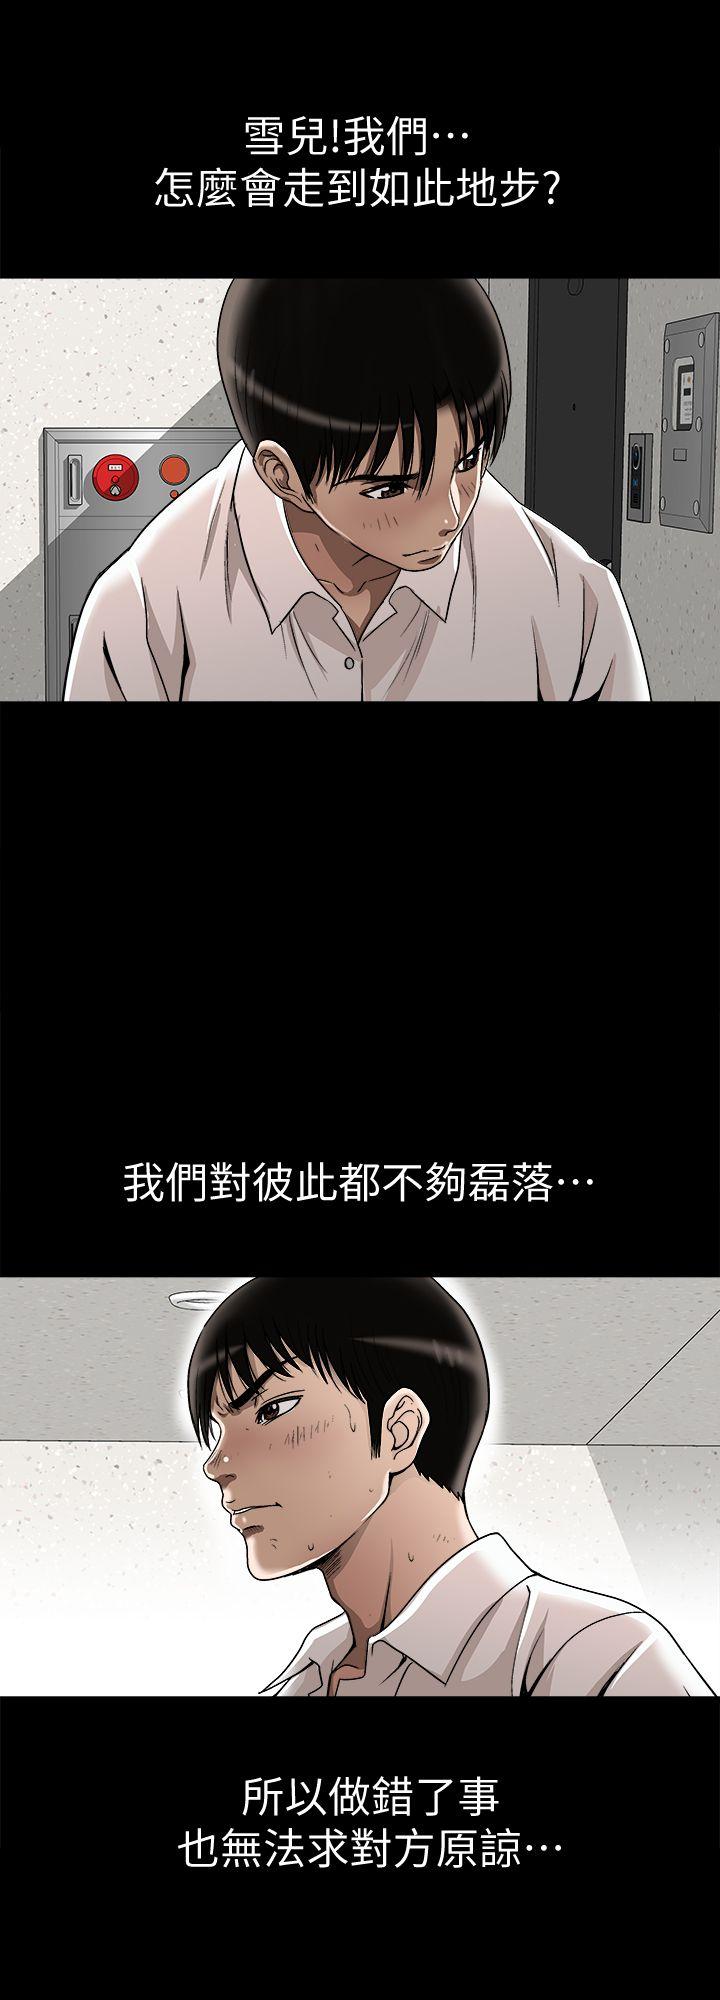 雪兒!我們⋯
怎麼會走到如此地步?
我們對彼此都不夠磊落⋯
所以做錯了事
也無法求對方原諒⋯